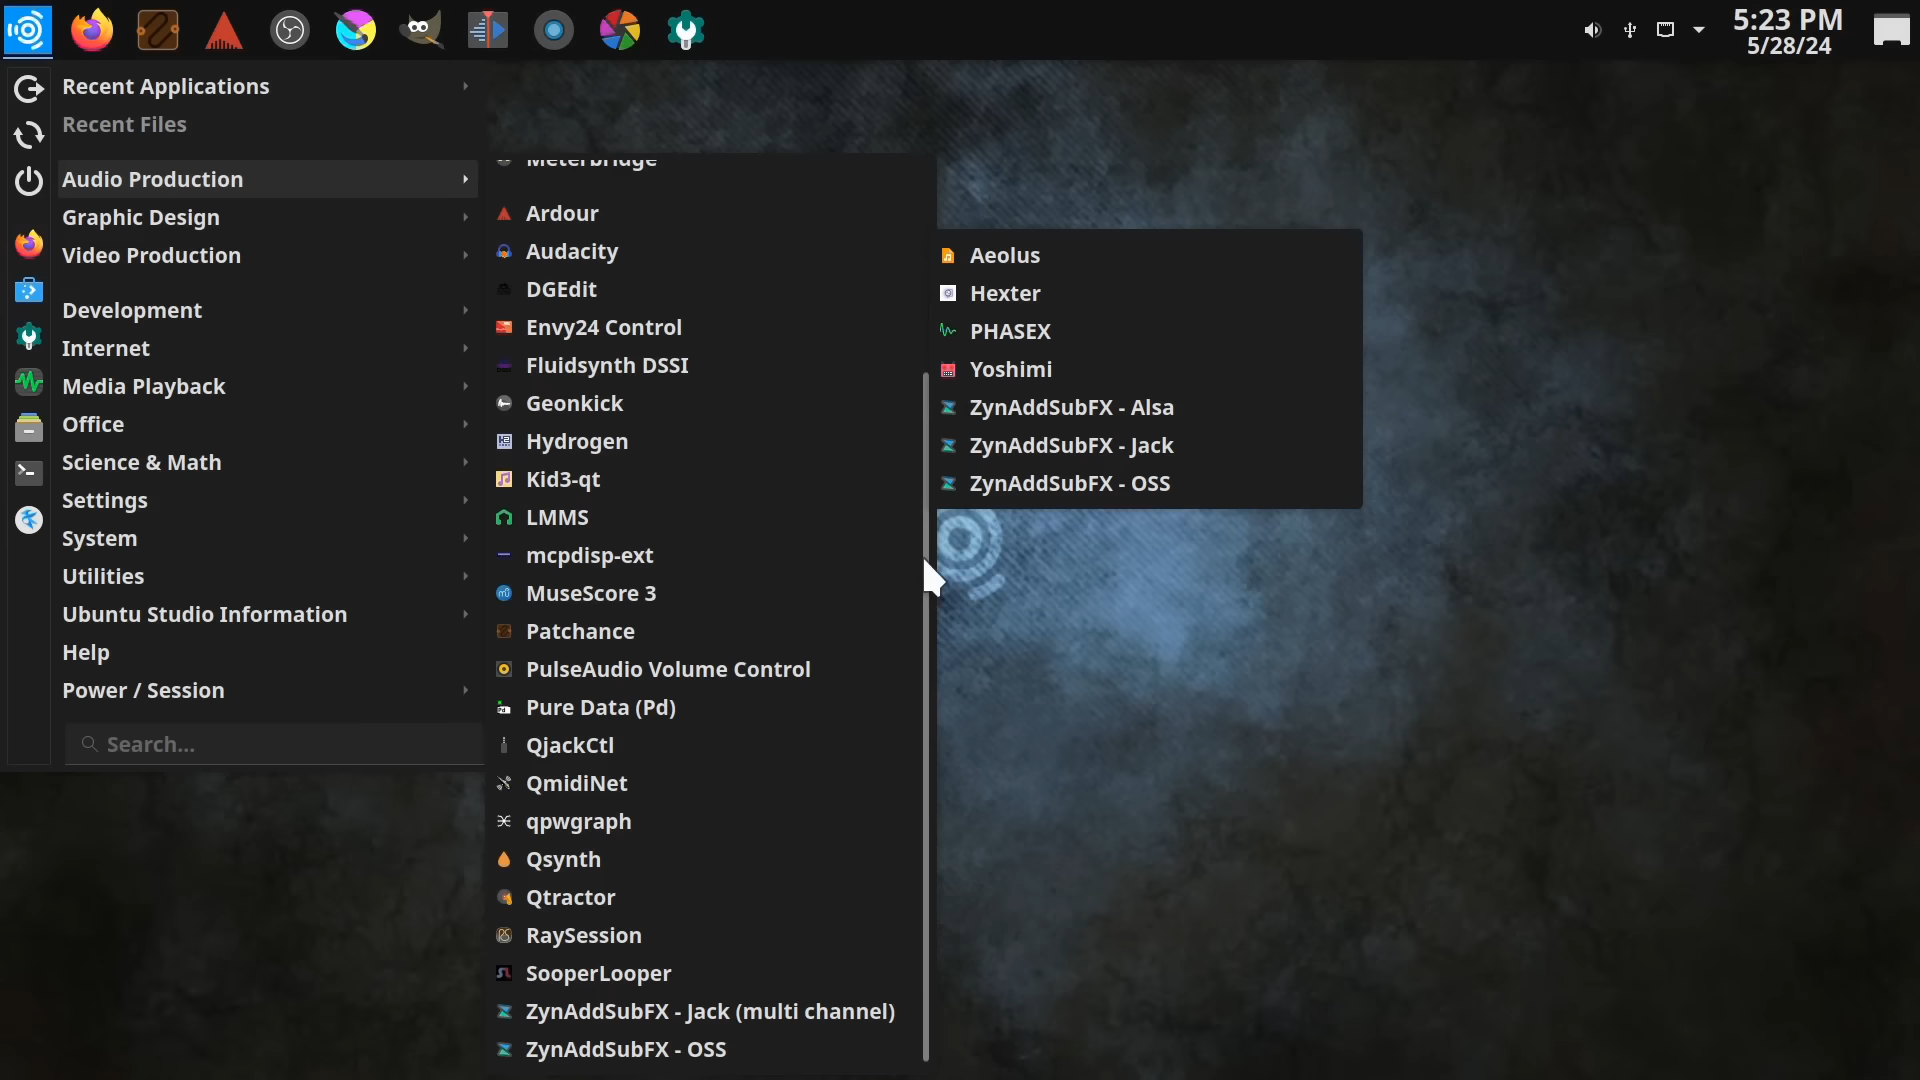 5:23 PM
5/28/24
Recent Applications
Recent Files
Audio Production
Graphic Design
Video Production
Development
Internet
Media Playback
Office
Science & Math
Settings
System
Utilities
Ubuntu Studio Information
Help
Power / Session
Search...
Meterbridge
Ardour
Audacity
DGEdit
Envy24 Control
Fluidsynth DSSI
Geonkick
Hydrogen
Kid3-qt
LMMS
mcpdisp-ext
MuseScore 3
Patchance
PulseAudio Volume Control
Pure Data (Pd)
QjackCtl
QmidiNet
qpwgraph
Qsynth
Qtractor
RaySession
SooperLooper
ZynAddSubFX - Jack (multi channel)
ZynAddSubFX - OSS
Aeolus
Hexter
PHASEX
Yoshimi
ZynAddSubFX - Alsa
ZynAddSubFX - Jack
ZynAddSubFX - OSS